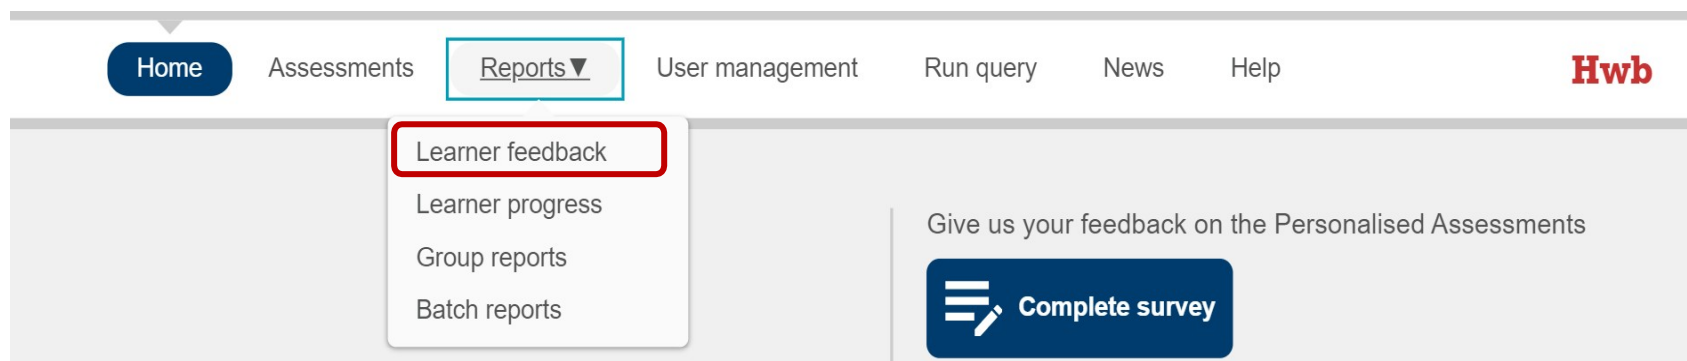 Home Assessments Reports▼ User management Run query News Help Hwb
Learner feedback
Learner progress
Group reports
Batch reports
Give us your feedback on the Personalised Assessments
Complete survey